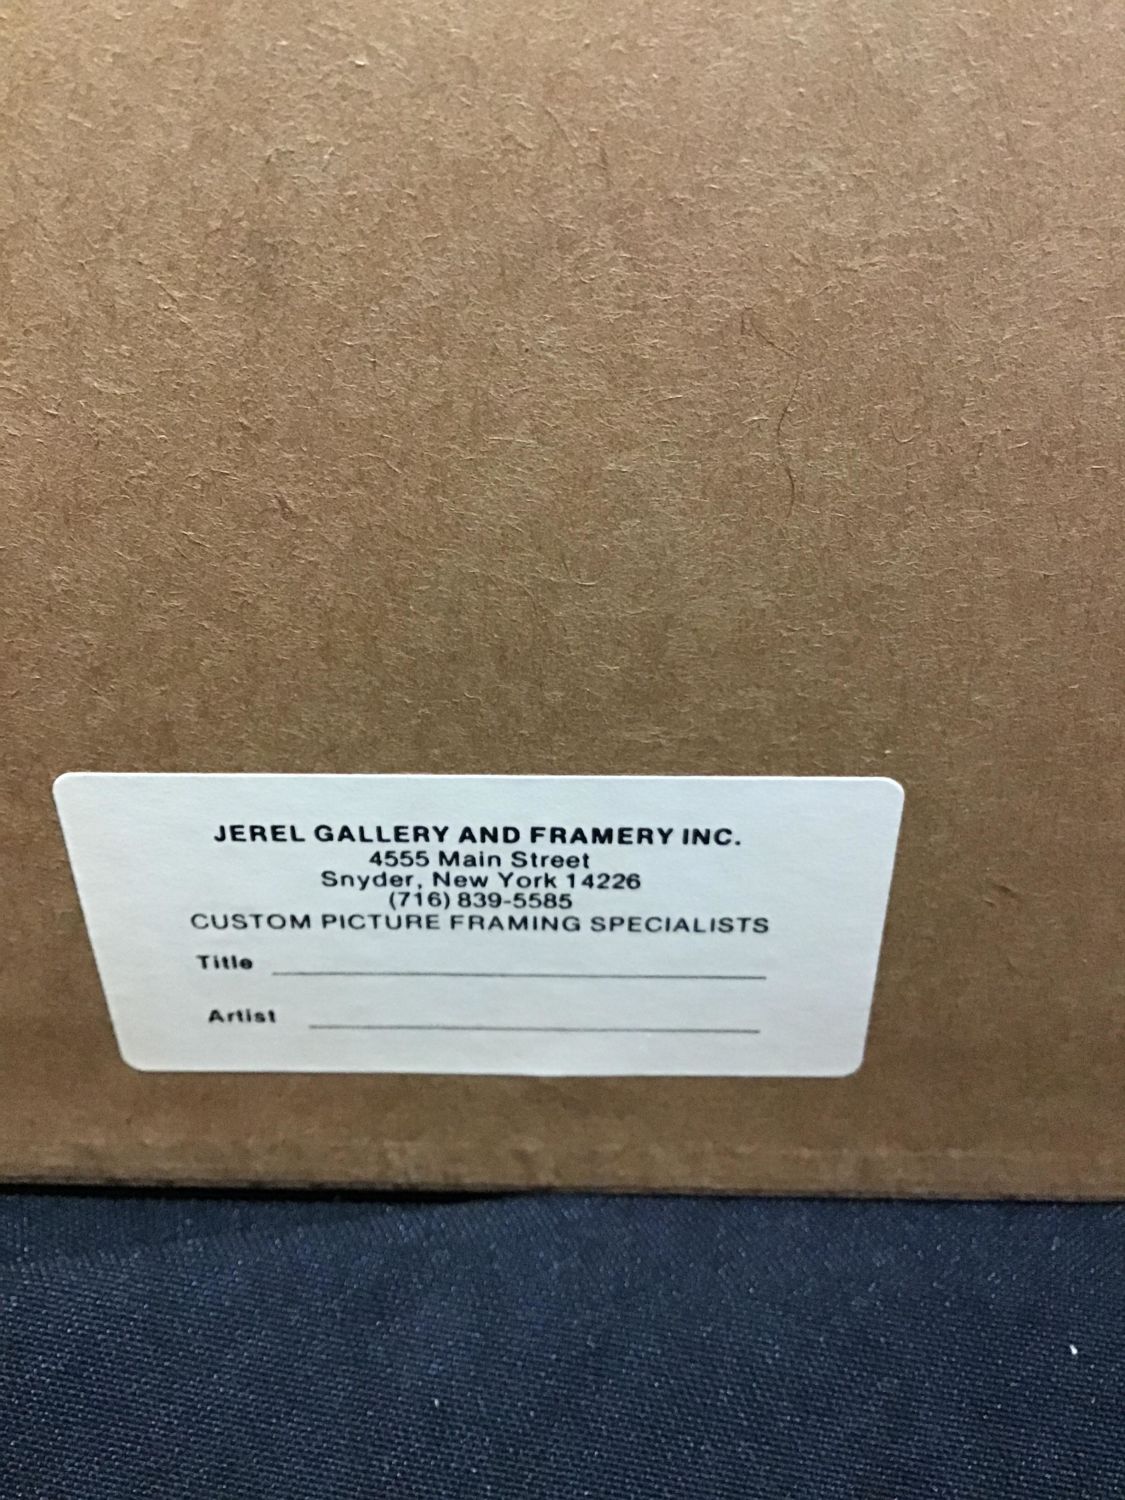 JEREL GALLERY AND FRAMERY INC.
4555 Main Street
Snyder, New York 14226
(716) 839-5585
CUSTOM PICTURE FRAMING SPECIALISTS
Title
Artist